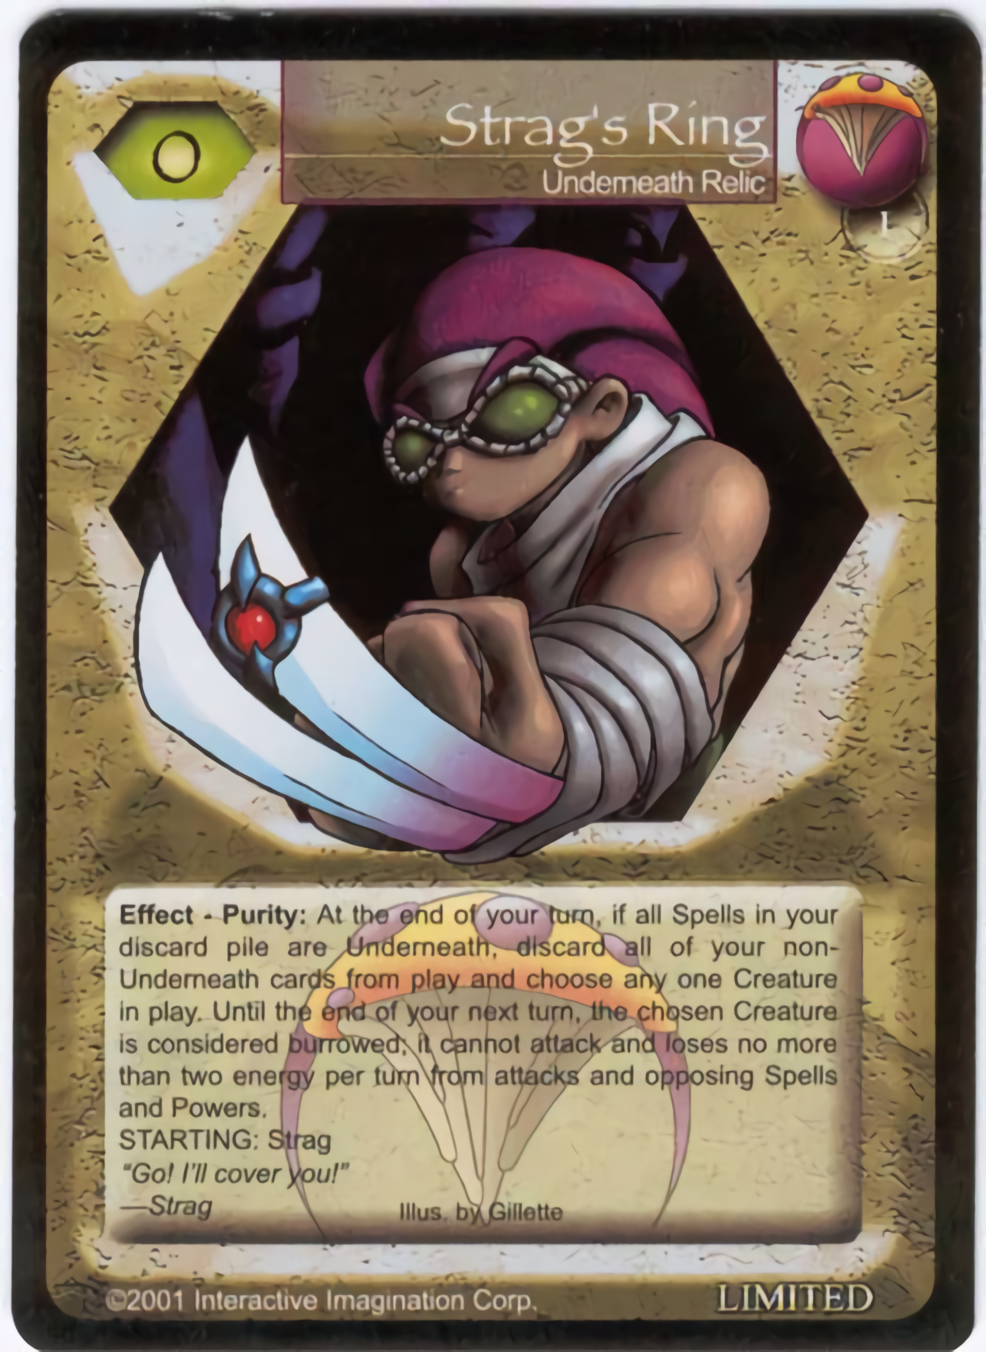 0
Strag's Ring
Underneath Relic
1
Effect - Purity: At the end of your turn, if all Spells in your
discard pile are Underneath, discard all of your non-
Underneath cards from play and choose any one Creature
in play. Until the end of your next turn, the chosen Creature
is considered burrowed; it cannot attack and loses no more
than two energy per turn from attacks and opposing Spells
and Powers.
STARTING: Strag
"Go! I'll cover you!"
—Strag
Illus. by Gillette
©2001 Interactive Imagination Corp.
LIMITED